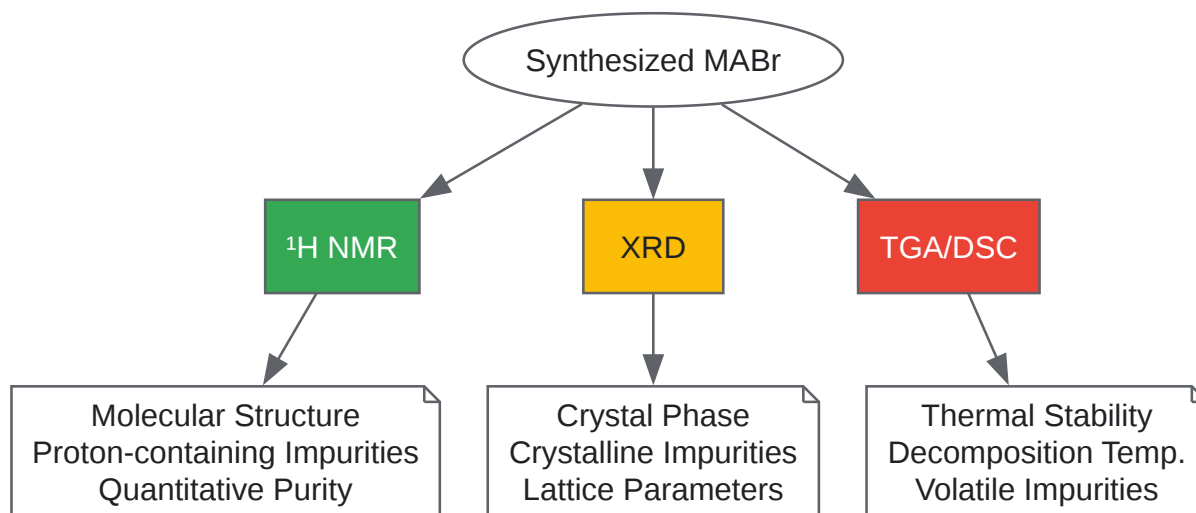 Synthesized MABr
¹H NMR
XRD
TGA/DSC
Molecular Structure
Proton-containing Impurities
Quantitative Purity
Crystal Phase
Crystalline Impurities
Lattice Parameters
Thermal Stability
Decomposition Temp.
Volatile Impurities